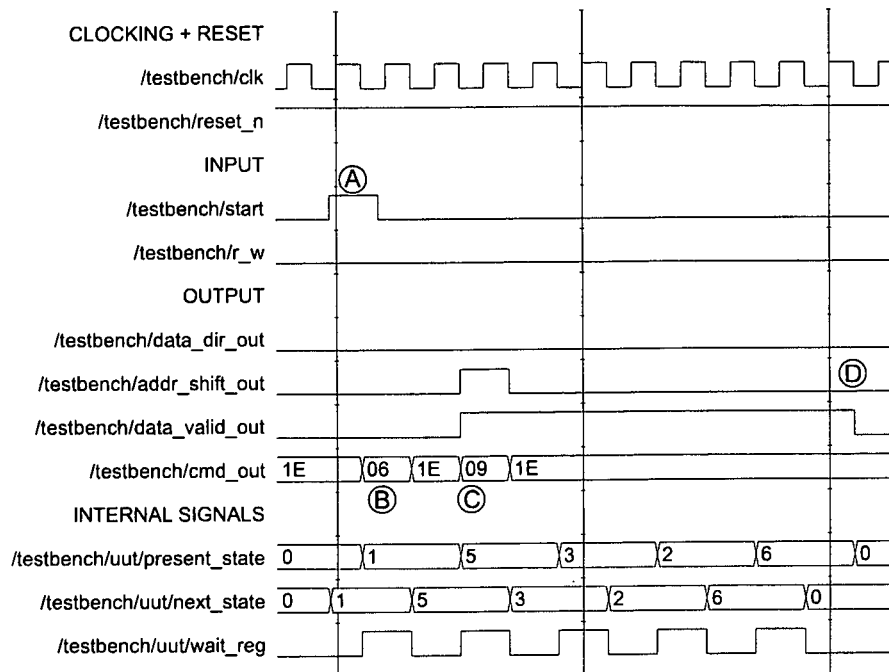 CLOCKING + RESET
/testbench/clk
/testbench/reset_n
INPUT
A
/testbench/start
/testbench/r_w
OUTPUT
/testbench/data_dir_out
/testbench/addr_shift_out
D
/testbench/data_valid_out
/testbench/cmd_out 1E 06 1E 09 1E
B C
INTERNAL SIGNALS
/testbench/uut/present_state 0 1 5 3 2 6 0
/testbench/uut/next_state 0 1 5 3 2 6 0
/testbench/uut/wait_reg